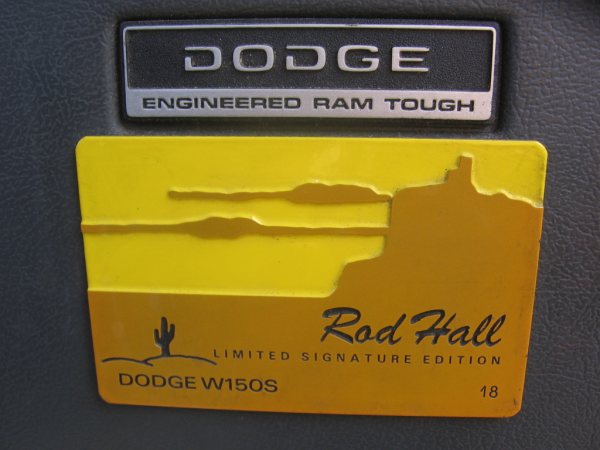 DODGE
ENGINEERED RAM TOUGH
Rod Hall
LIMITED SIGNATURE EDITION
DODGE W150S
18